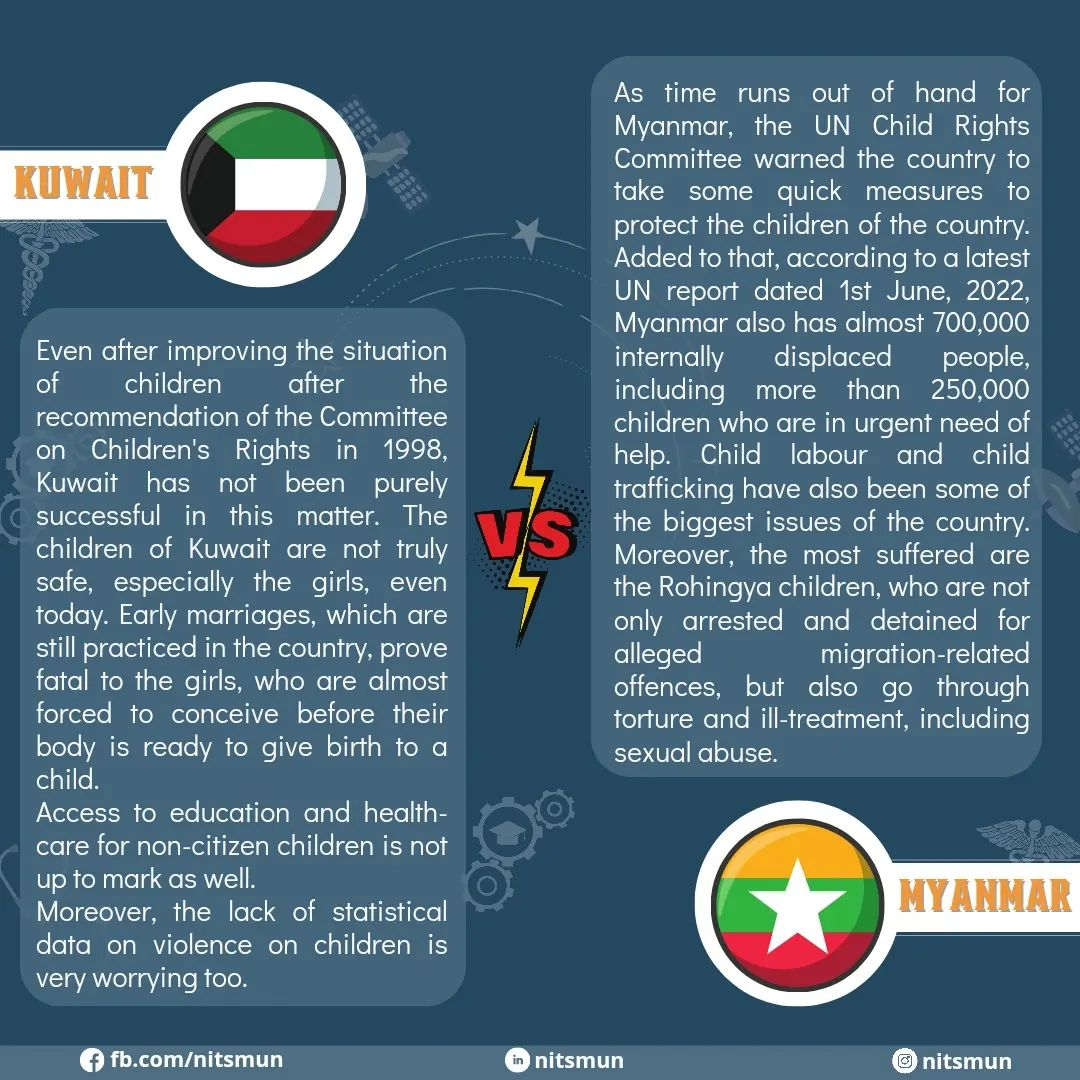 KUWAIT
Even after improving the situation
of children after the
recommendation of the Committee
on Children's Rights in 1998,
Kuwait has not been purely
successful in this matter. The
children of Kuwait are not truly
safe, especially the girls, even
today. Early marriages, which are
still practiced in the country, prove
fatal to the girls, who are almost
forced to conceive before their
body is ready to give birth to a
child.
Access to education and health-
care for non-citizen children is not
up to mark as well.
Moreover, the lack of statistical
data on violence on children is
very worrying too.
VS
As time runs out of hand for
Myanmar, the UN Child Rights
Committee warned the country to
take some quick measures to
protect the children of the country.
Added to that, according to a latest
UN report dated 1st June, 2022,
Myanmar also has almost 700,000
internally displaced people,
including more than 250,000
children who are in urgent need of
help. Child labour and child
trafficking have also been some of
the biggest issues of the country.
Moreover, the most suffered are
the Rohingya children, who are not
only arrested and detained for
alleged migration-related
offences, but also go through
torture and ill-treatment, including
sexual abuse.
MYANMAR
fb.com/nitsmun
nitsmun
nitsmun